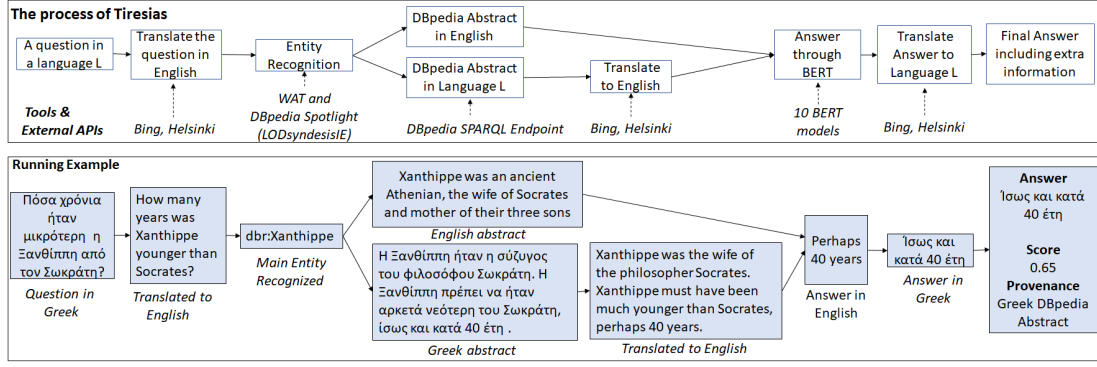 The process of Tiresias
A question in
a language L
Translate the
question in
English
Entity
Recognition
DBpedia Abstract
in English
DBpedia Abstract
in Language L
Translate
to English
Answer
through
BERT
Translate
Answer to
Language L
Final Answer
including extra
information
Tools &
External APIs
Bing, Helsinki
WAT and
DBpedia Spotlight
(LODsyndesisIE)
DBpedia SPARQL Endpoint
Bing, Helsinki
10 BERT
models
Bing, Helsinki
Running Example
Πόσα χρόνια
ήταν
μικρότερη η
Ξανθίππη από
τον Σωκράτη?
Question in
Greek
How many
years was
Xanthippe
younger than
Socrates?
Translated to
English
dbr:Xanthippe
Main Entity
Recognized
Xanthippe was an ancient
Athenian, the wife of Socrates
and mother of their three sons
English abstract
Η Ξανθίππη ήταν η σύζυγος
του φιλοσόφου Σωκράτη. Η
Ξανθίππη πρέπει να ήταν
αρκετά νεότερη του Σωκράτη,
ίσως και κατά 40 έτη .
Greek abstract
Xanthippe was the wife of
the philosopher Socrates.
Xanthippe must have been
much younger than Socrates,
perhaps 40 years.
Translated to English
Perhaps
40 years
Answer in
English
Ίσως και
κατά 40 έτη
Answer in
Greek
Answer
Ίσως και κατά
40 έτη
Score
0.65
Provenance
Greek DBpedia
Abstract